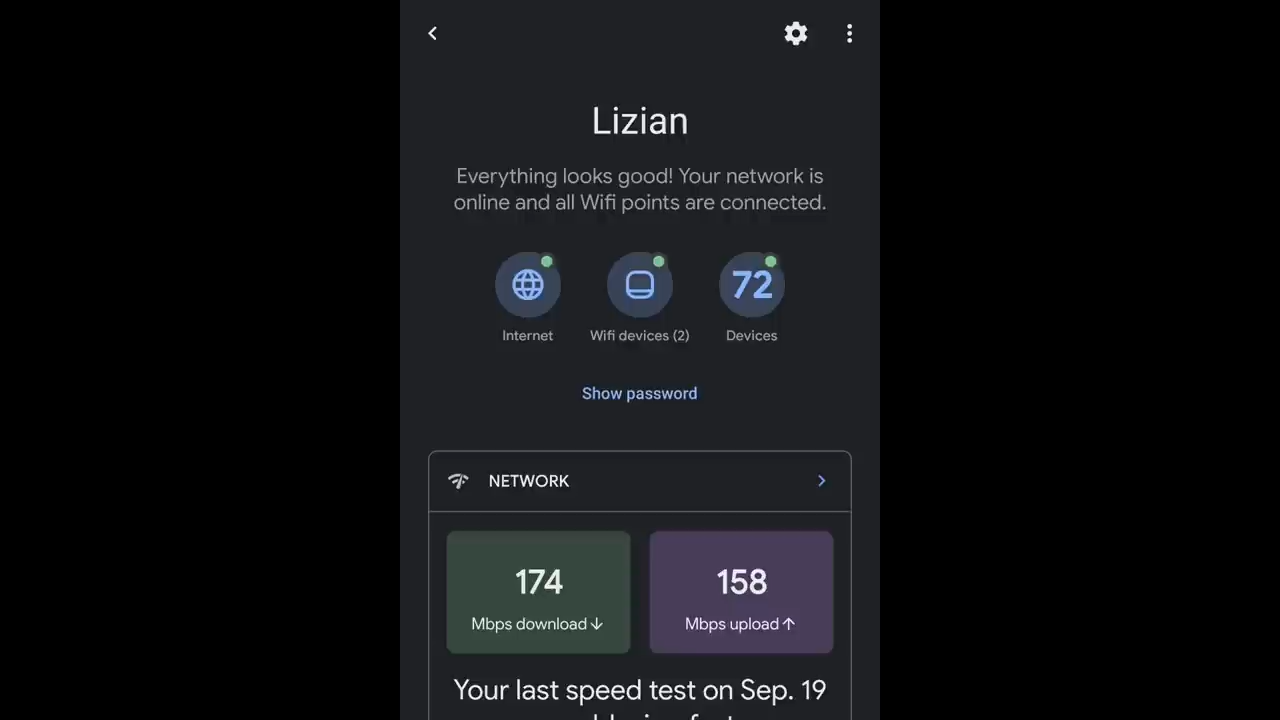 Lizian
Everything looks good! Your network is
online and all Wifi points are connected.
72
Internet
Wifi devices (2)
Devices
Show password
NETWORK
174
Mbps download
158
Mbps upload
Your last speed test on Sep. 19